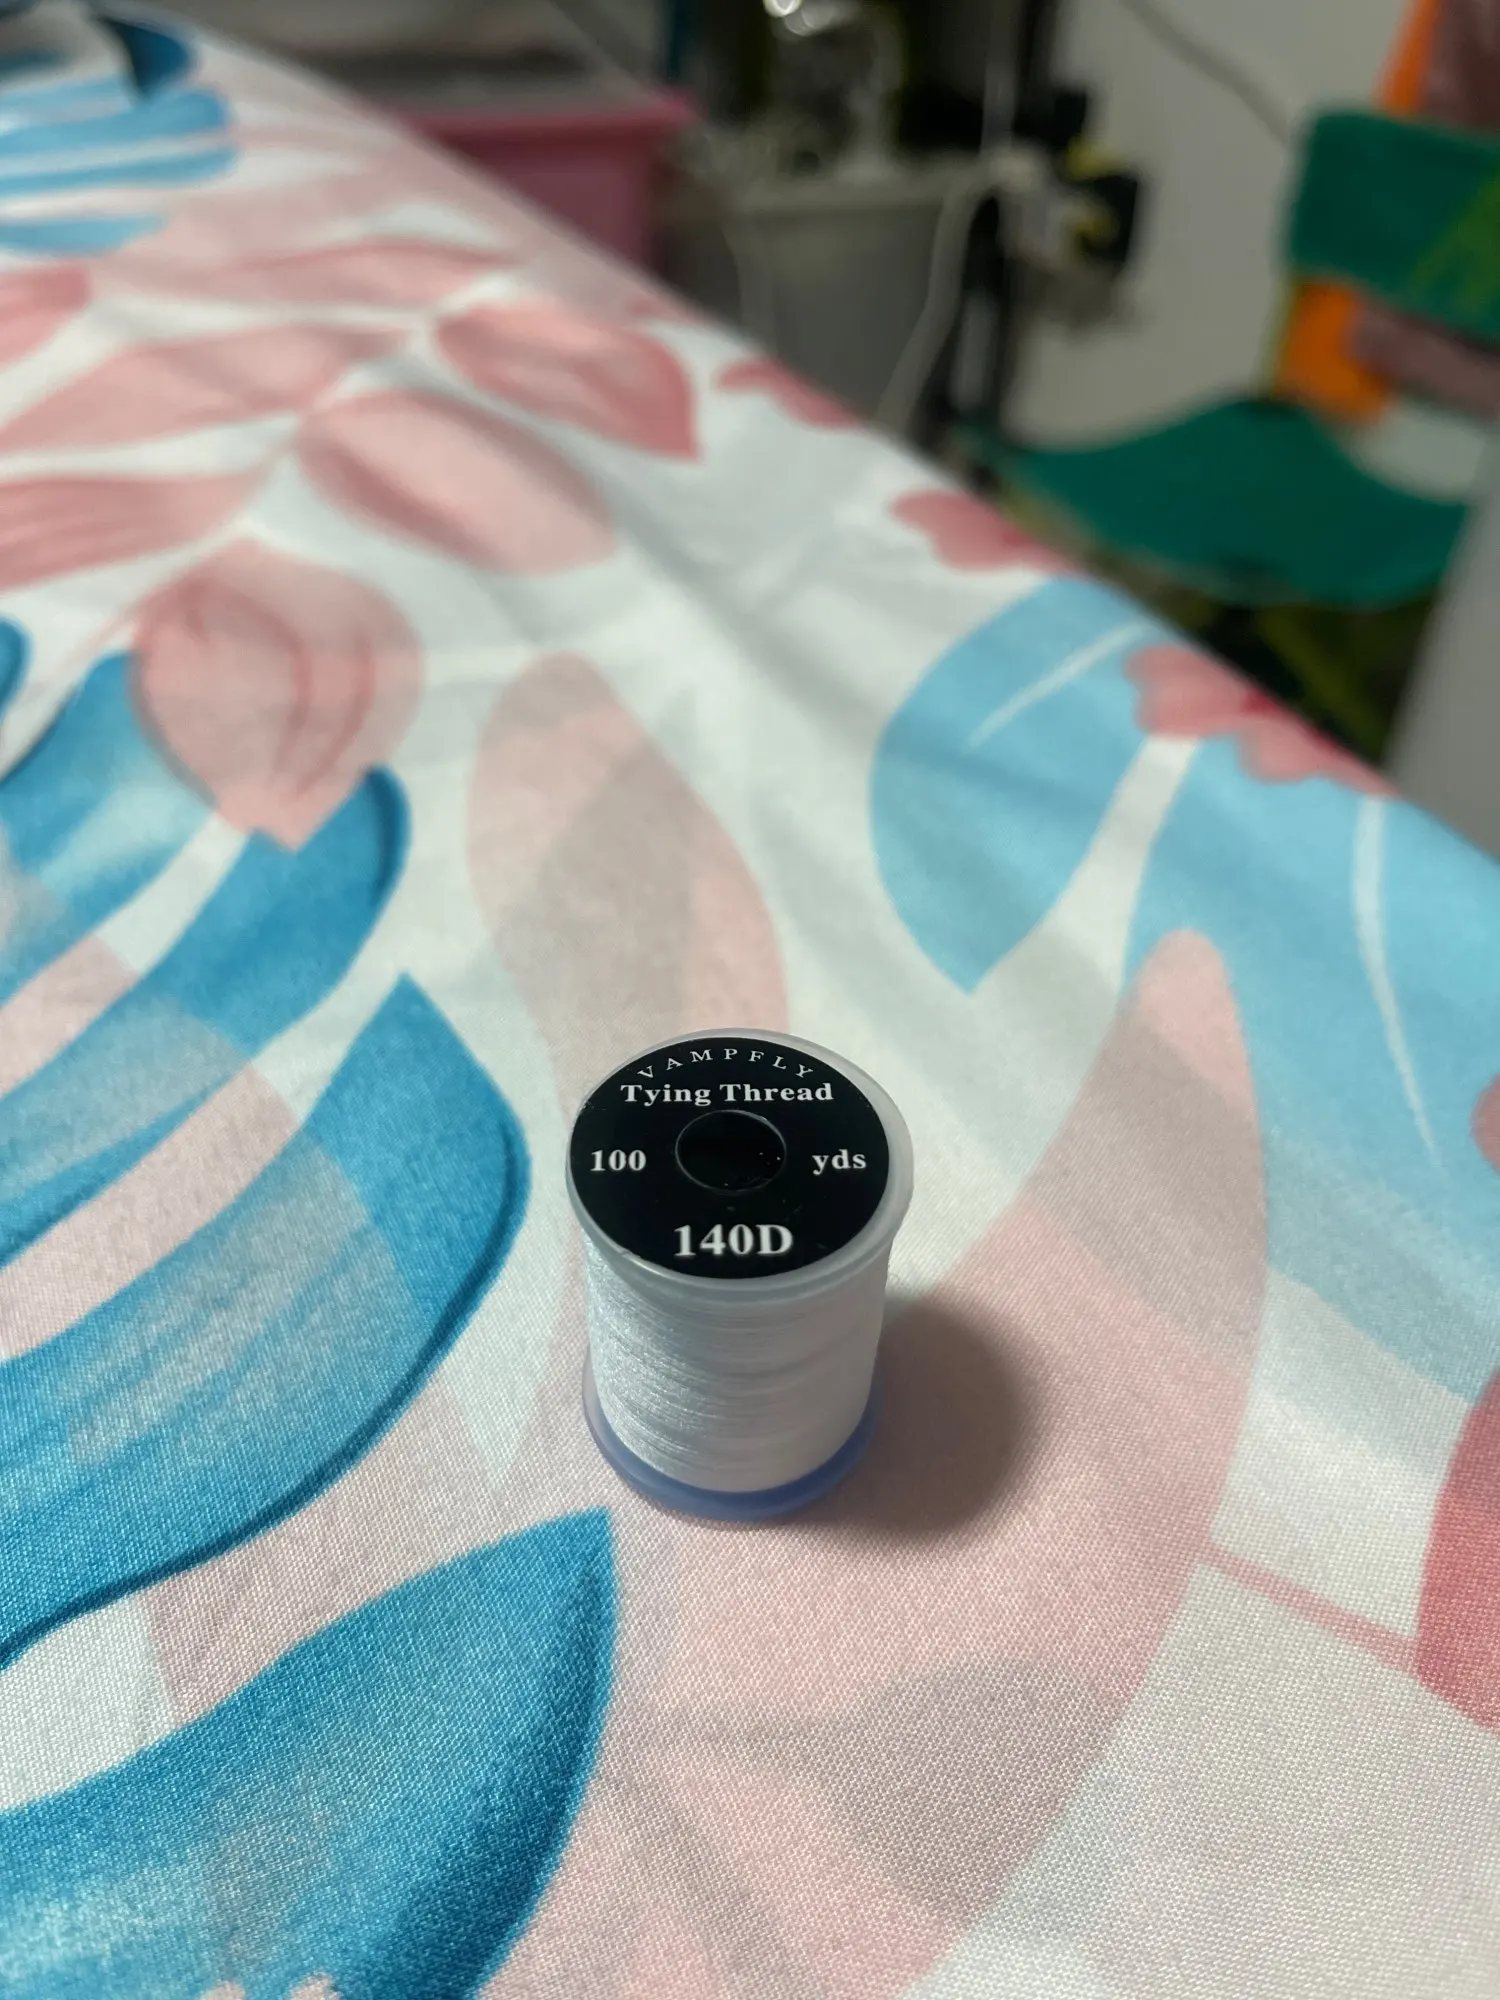 VAMPFLY
Tying Thread
100 yds
140D